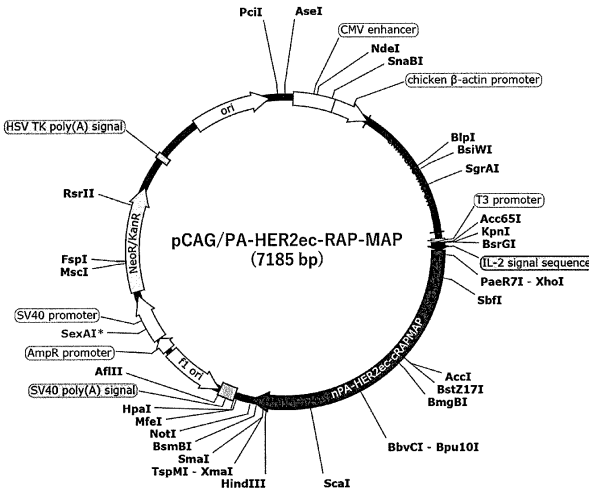 PciI
AseI
CMV enhancer
NdeI
SnaBI
chicken β-actin promoter
ori
HSV TK poly(A) signal
BlpI
BsiWI
SgrAI
RsrII
T3 promoter
Acc65I
KpnI
BsrGI
IL-2 signal sequence
PaeR7I - XhoI
SbfI
pCAG/PA-HER2ec-RAP-MAP
(7185 bp)
NeoR/KanR
FspI
MscI
SV40 promoter
SexAI*
AmpR promoter
f1 ori
AflII
SV40 poly(A) signal
HpaI
MfeI
NotI
BsmBI
SmaI
TspMI - XmaI
HindIII
ScaI
nPA-HER2ec-cRAPMAP
AccI
BstZ17I
BmgBI
BbvCI - Bpu10I